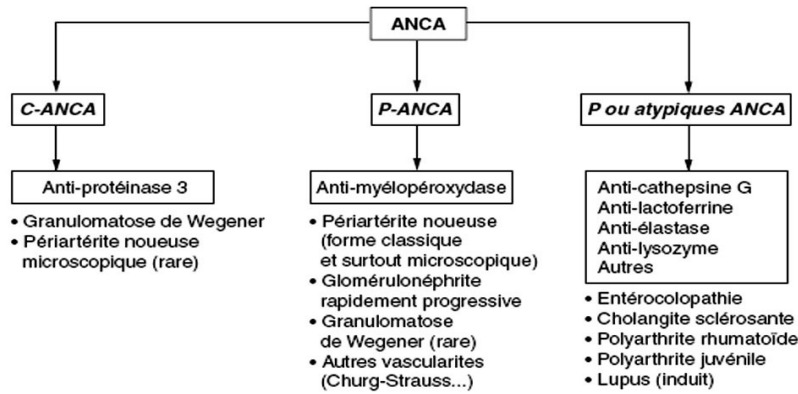 ANCA
C-ANCA
Anti-protéinase 3
• Granulomatose de Wegener
• Périartérite noueuse
microscopique (rare)
P-ANCA
Anti-myélopéroxydase
• Périartérite noueuse
(forme classique
et surtout microscopique)
• Glomérulonéphrite
rapidement progressive
• Granulomatose
de Wegener (rare)
• Autres vascularites
(Churg-Strauss...)
P ou atypiques ANCA
Anti-cathepsine G
Anti-lactoferrine
Anti-élastase
Anti-lysozyme
Autres
• Entérocolopathie
• Cholangite sclérosante
• Polyarthrite rhumatoïde
• Polyarthrite juvénile
• Lupus (induit)